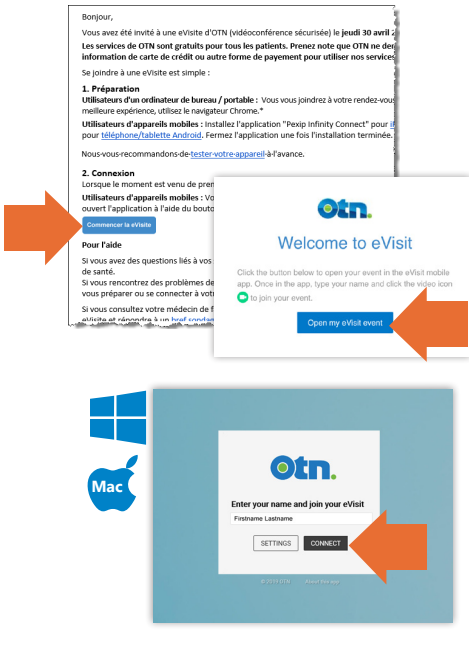 Bonjour,
Vous avez été invité à une eVisite d'OTN (vidéoconférence sécurisée) le jeudi 30 avril
Les services de OTN sont gratuits pour tous les patients. Prenez note que OTN ne
information de carte de crédit ou autre forme de payement pour utiliser nos services
Se joindre à une eVisite est simple :
1. Préparation
Utilisateurs d'un ordinateur de bureau / portable : Vous vous joindrez à votre rendez-vous
meilleure expérience, utilisez le navigateur Chrome.*
Utilisateurs d'appareils mobiles : Installez l'application "Pexip Infinity Connect" pour
pour téléphone/tablette Android. Fermez l'application une fois l'installation terminée.
Nous-vous-recommandons-de-tester-votre-appareil-à-l'avance.
2. Connexion
Lorsque le moment est venu de
Utilisateurs d'appareils mobiles :
ouvert l'application à l'aide du
Commencer la eVisite
Pour l'aide
Si vous avez des questions liés à vos
de santé.
Si vous rencontrez des problèmes de
vous préparer ou se connecter à
Si vous consultez votre médecin de
eVisite et répondre à un bref
otn.
Welcome to eVisit
Click the button below to open your event in the eVisit mobile
app. Once in the app, type your name and click the video icon
to join your event.
Open my eVisit event
Mac
otn.
Enter your name and join your eVisit
Firstname Lastname
SETTINGS CONNECT
© 2019 OTN About this app